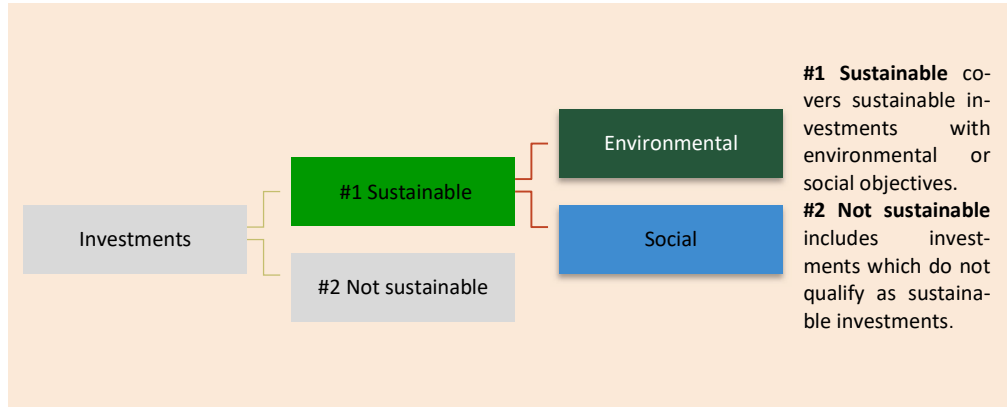 Investments
#1 Sustainable
#2 Not sustainable
Environmental
Social
#1 Sustainable co-
vers sustainable in-
vestments with
environmental or
social objectives.
#2 Not sustainable
includes invest-
ments which do not
qualify as sustaina-
ble investments.